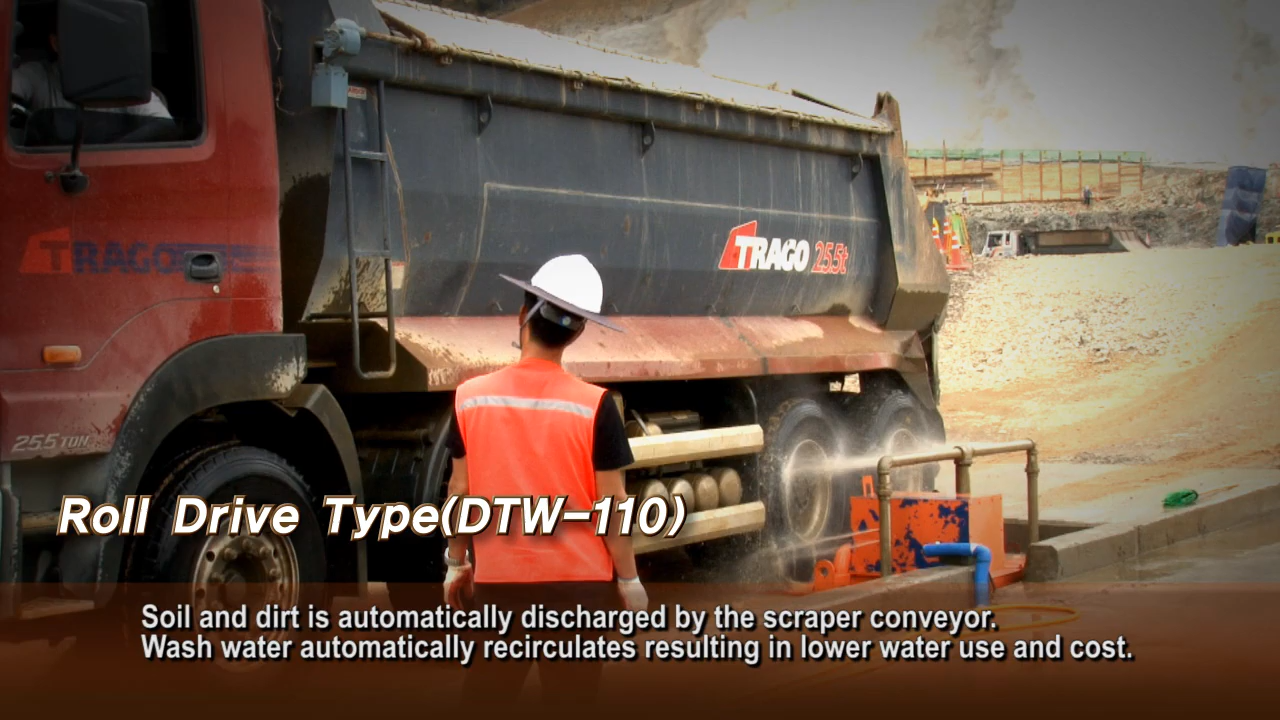 TRAGO 25.5t
TRAGO
25.5 TON
Roll Drive Type(DTW-110)
Soil and dirt is automatically discharged by the scraper conveyor.
Wash water automatically recirculates resulting in lower water use and cost.